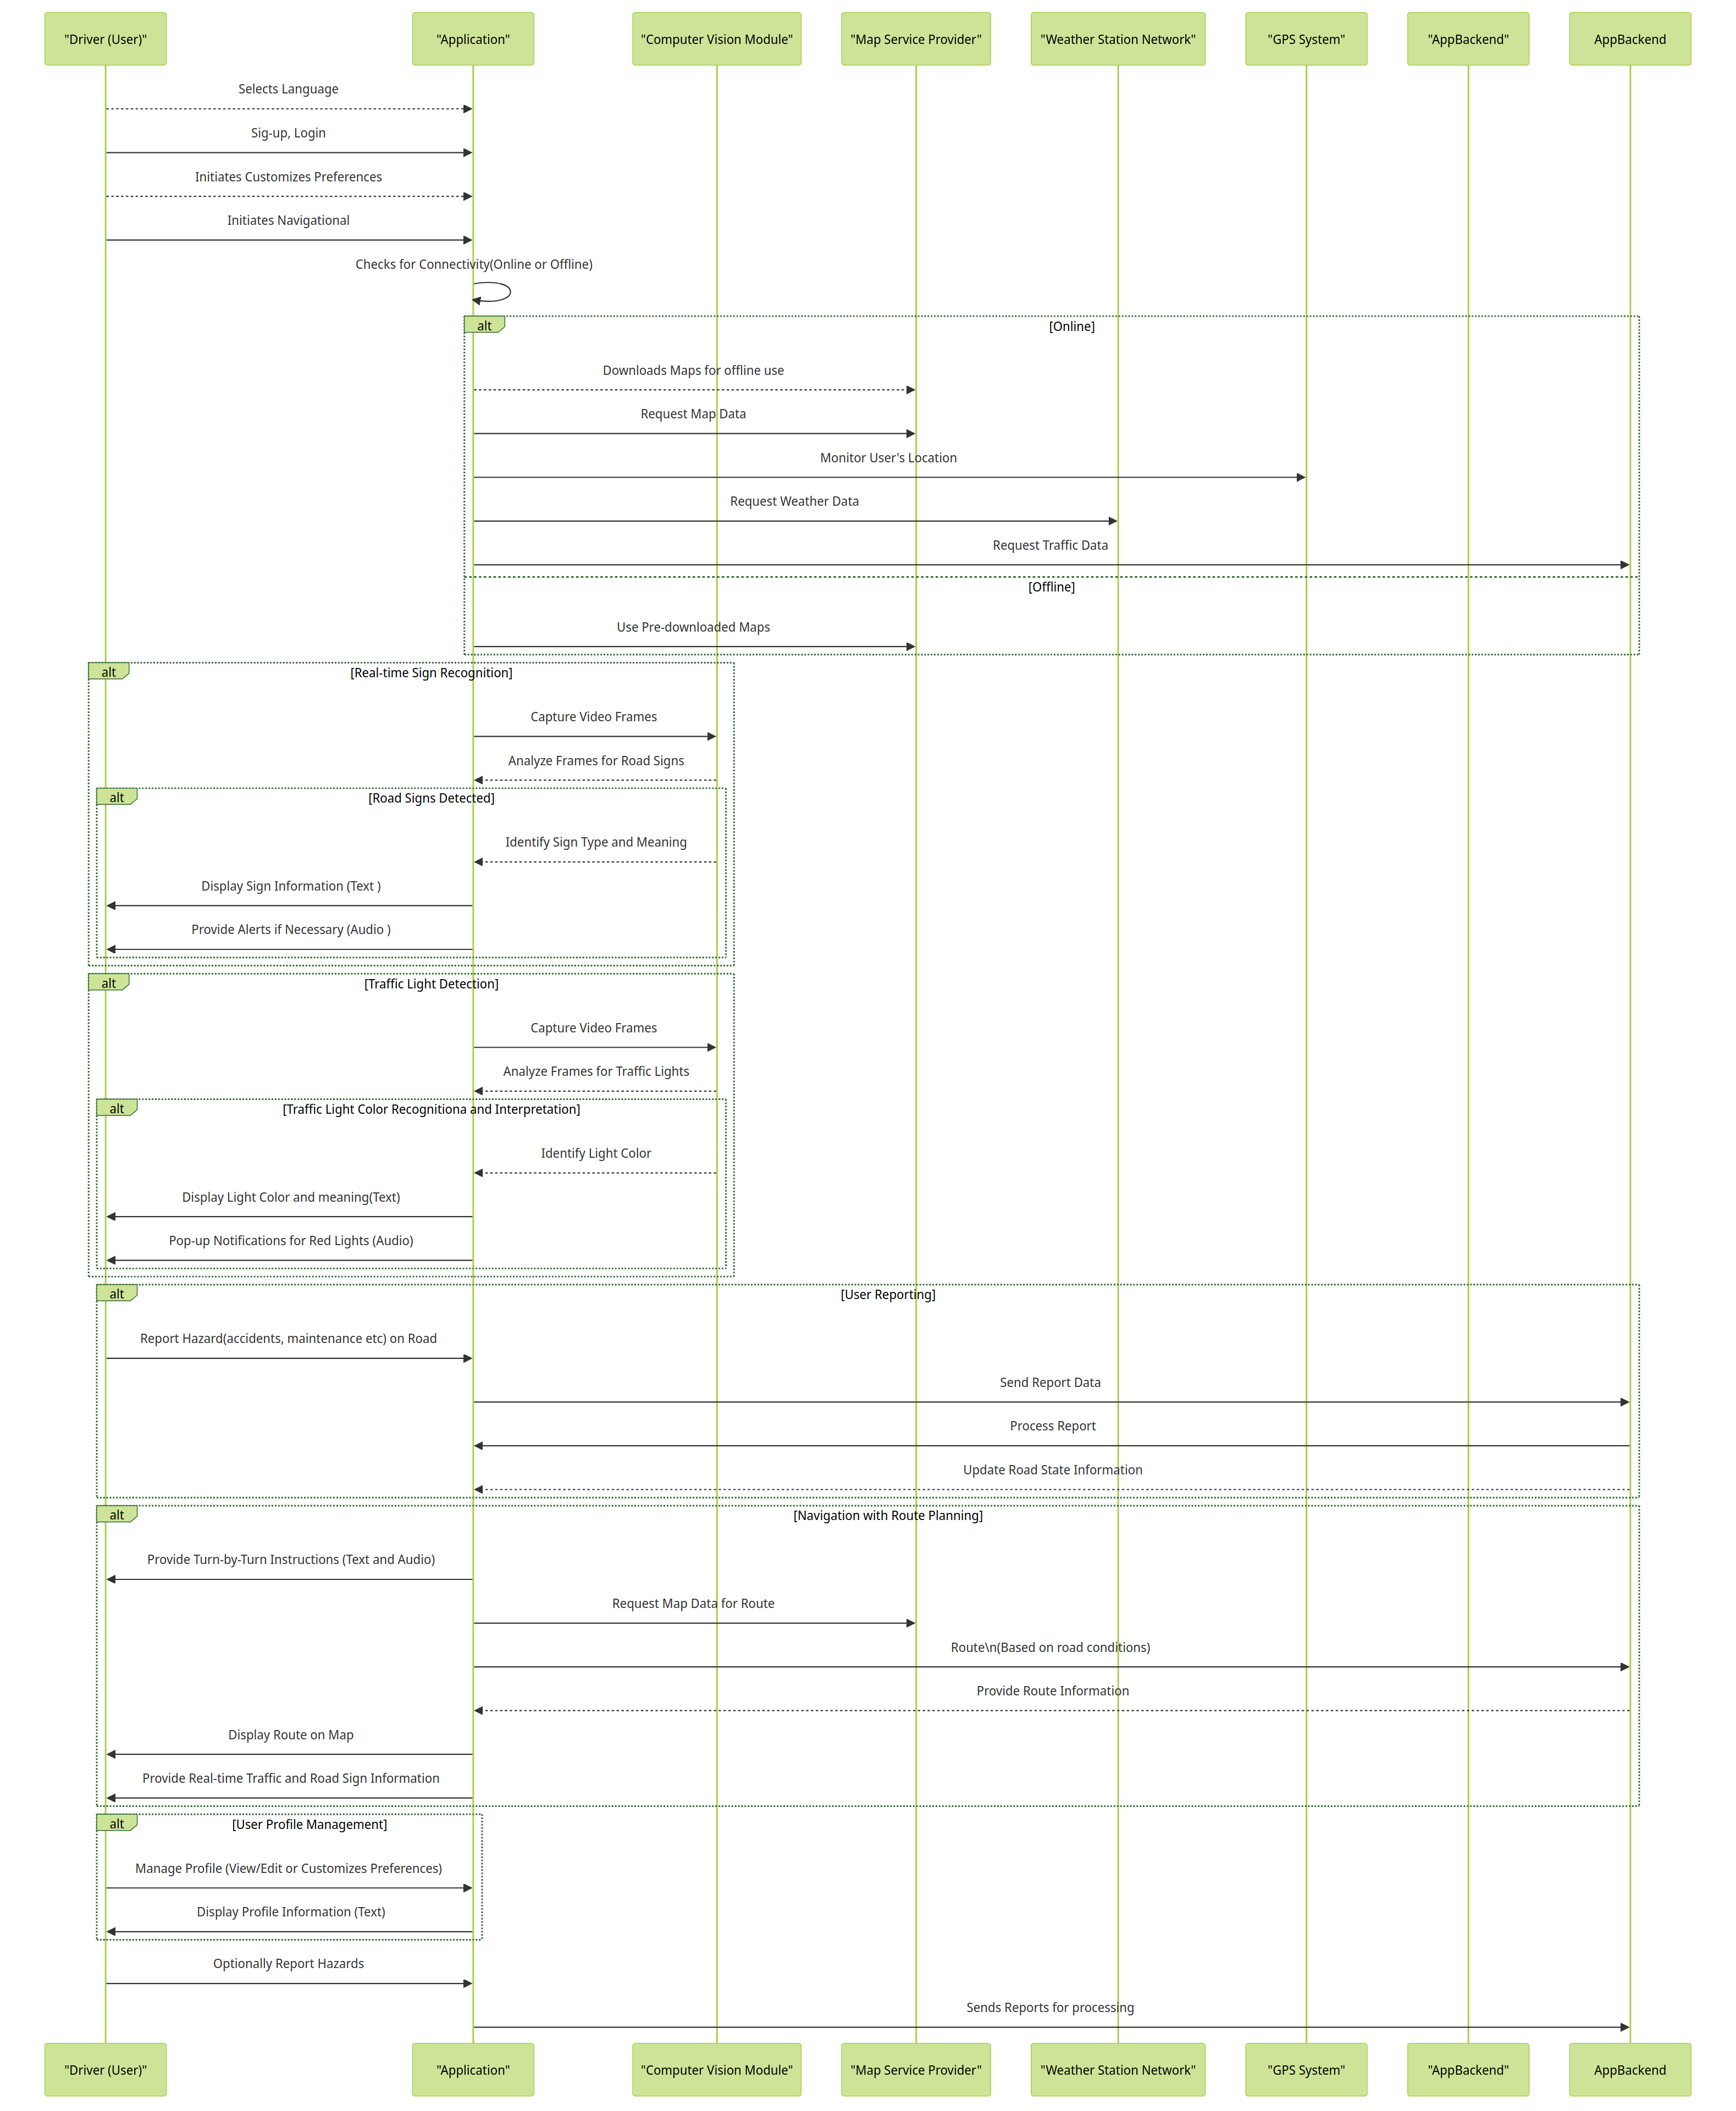 "Driver (User)"
"Application"
"Computer Vision Module"
"Map Service Provider"
"Weather Station Network"
"GPS System"
"AppBackend"
AppBackend
Selects Language
Sig-up, Login
Initiates Customizes Preferences
Initiates Navigational
Checks for Connectivity(Online or Offline)
alt
[Online]
Downloads Maps for offline use
Request Map Data
Monitor User's Location
Request Weather Data
Request Traffic Data
[Offline]
Use Pre-downloaded Maps
alt
[Real-time Sign Recognition]
Capture Video Frames
Analyze Frames for Road Signs
alt
[Road Signs Detected]
Identify Sign Type and Meaning
Display Sign Information (Text )
Provide Alerts if Necessary (Audio )
alt
[Traffic Light Detection]
Capture Video Frames
Analyze Frames for Traffic Lights
alt
[Traffic Light Color Recognitiona and Interpretation]
Identify Light Color
Display Light Color and meaning(Text)
Pop-up Notifications for Red Lights (Audio)
alt
[User Reporting]
Report Hazard(accidents, maintenance etc) on Road
Send Report Data
Process Report
Update Road State Information
alt
[Navigation with Route Planning]
Provide Turn-by-Turn Instructions (Text and Audio)
Request Map Data for Route
Route\n(Based on road conditions)
Provide Route Information
Display Route on Map
Provide Real-time Traffic and Road Sign Information
alt
[User Profile Management]
Manage Profile (View/Edit or Customizes Preferences)
Display Profile Information (Text)
Optionally Report Hazards
Sends Reports for processing
"Driver (User)"
"Application"
"Computer Vision Module"
"Map Service Provider"
"Weather Station Network"
"GPS System"
"AppBackend"
AppBackend